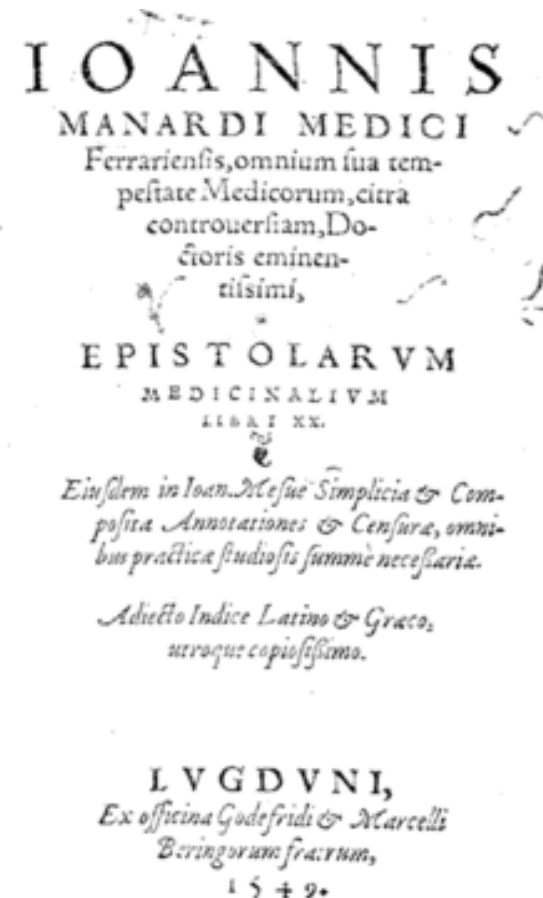 IOANNIS
MANARDI MEDICI
Ferrariensis, omnium sua tem-
pestate Medicorum, citra
controuersiam, Do-
ctoris eminen-
tissimi,
EPISTOLARVM
MEDICINALIVM
LIBRI XX.
Eiusdem in Ioan. Mesue Simplicia & Com-
posita Annotationes & Censuræ, omni-
bus practicæ studiosis summè necessariæ.
Adiecto Indice Latino & Græco,
utroque copiosissimo.
LVGDVNI,
Ex officina Godefridi & Marcelli
Beringorum fratrum,
1549.